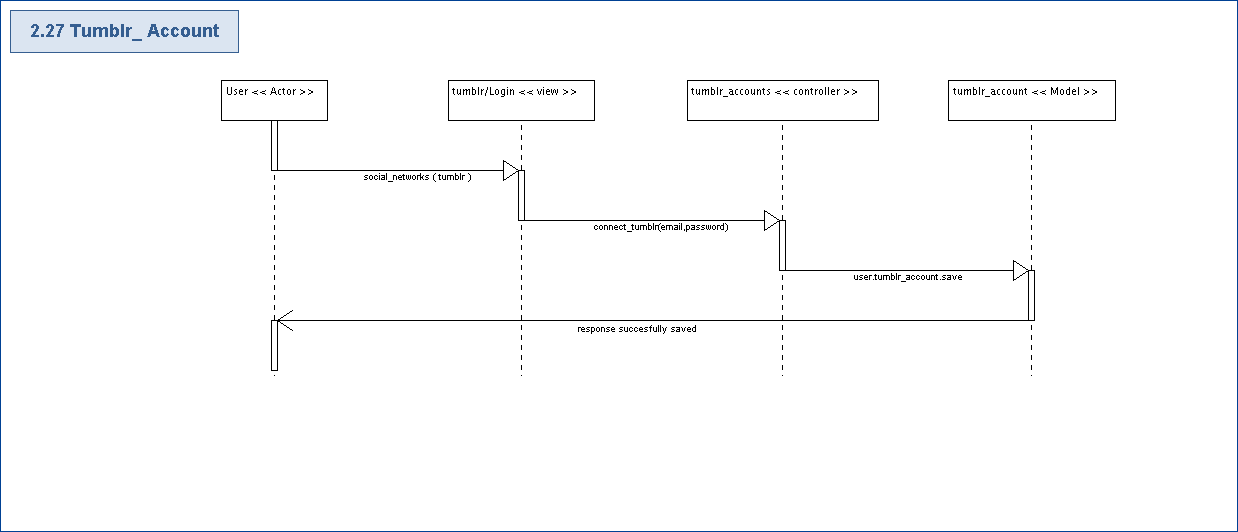 2.27 Tumblr_ Account
User << Actor >>
tumblr/Login << view >>
tumblr_accounts << controller >>
tumblr_account << Model >>
social_networks ( tumblr )
connect_tumblr(email,password)
user.tumblr_account.save
response succesfully saved